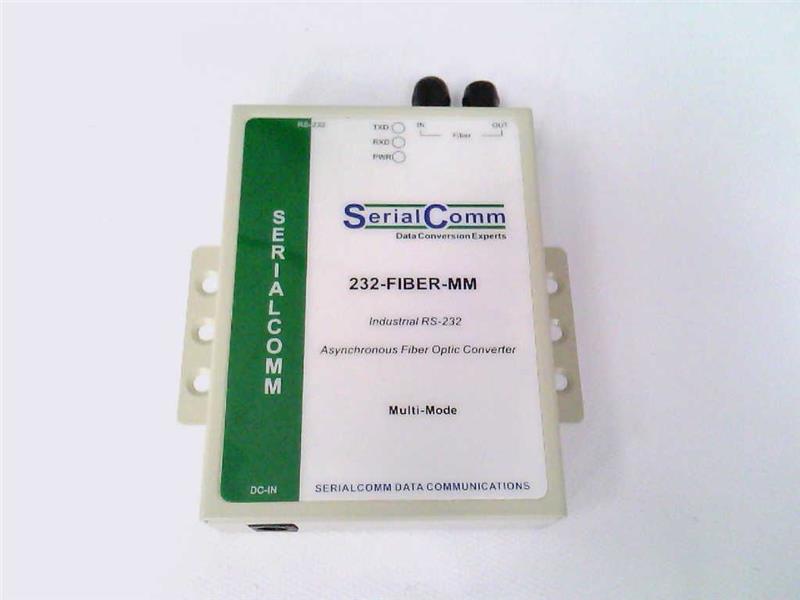 RS-232
TXD
RXD
PWR
IN
OUT
Fiber
SERIALCOMM
SerialComm
Data Conversion Experts
232-FIBER-MM
Industrial RS-232
Asynchronous Fiber Optic Converter
Multi-Mode
DC-IN
SERIALCOMM DATA COMMUNICATIONS